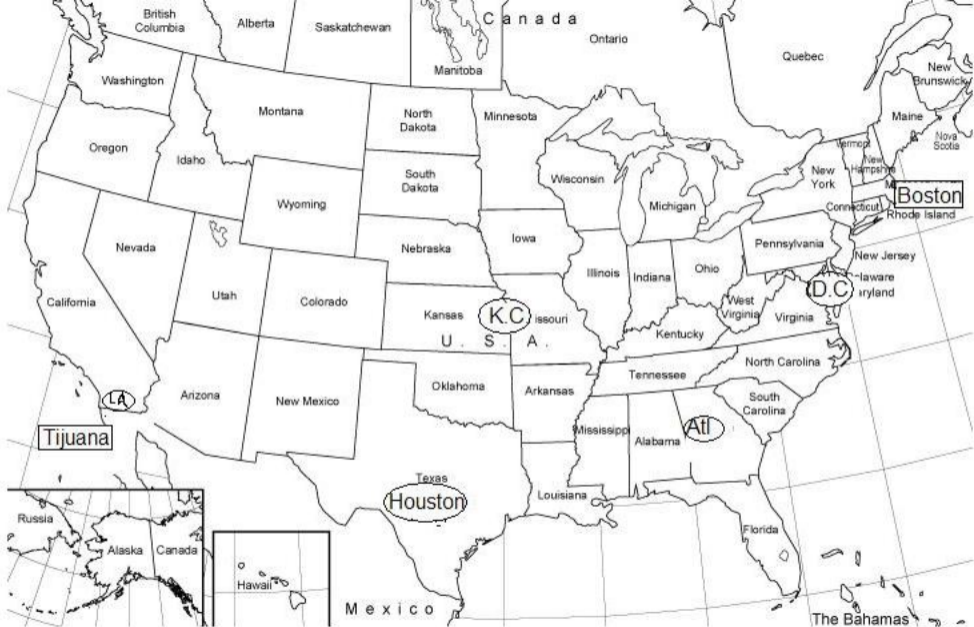 Canada
British
Columbia
Alberta
Saskatchewan
Manitoba
Ontario
Quebec
New
Brunswick
Nova
Scotia
Maine
Washington
Montana
North
Dakota
Minnesota
Oregon
Idaho
Wyoming
South
Dakota
Wisconsin
Michigan
New
York
Vermont
New
Hampshire
M
Boston
Connecticut
Rhode Island
Nevada
Utah
Colorado
Nebraska
Iowa
Illinois
Indiana
Ohio
Pennsylvania
New Jersey
elaware
aryland
D.C
California
Kansas
K.C
issouri
U. S. A.
Kentucky
West
Virginia
Virginia
LA
Tijuana
Arizona
New Mexico
Oklahoma
Arkansas
Tennessee
North Carolina
South
Carolina
Mississippi
Alabama
Atl
Texas
Houston
Louisiana
Florida
Russia
Alaska
Canada
Hawaii
Mexico
The Bahamas